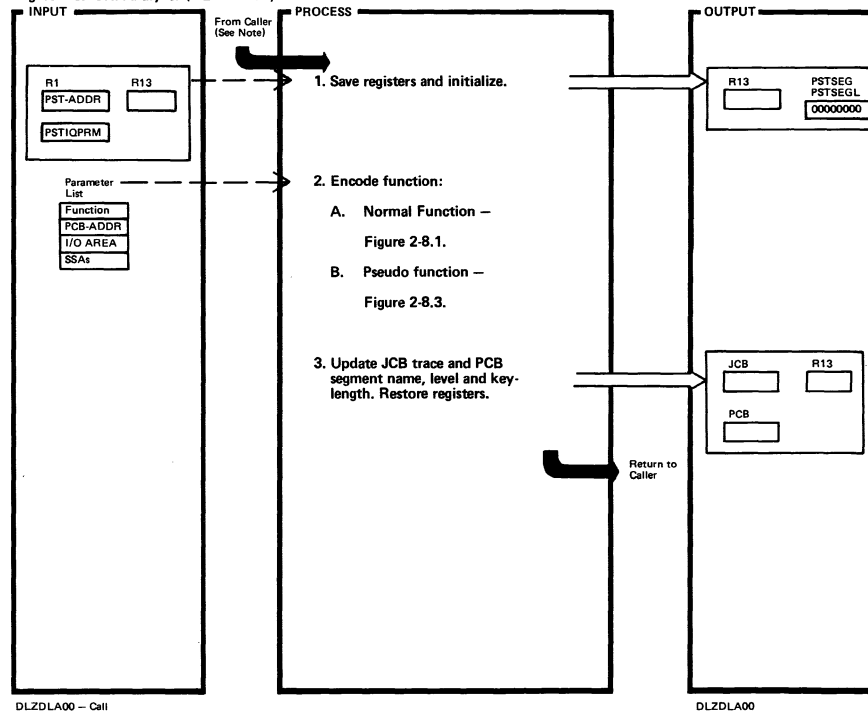 INPUT
From Caller
(See Note)
PROCESS
OUTPUT
R1
R13
PST-ADDR
PSTIQPRM
1. Save registers and initialize.
R13
PSTSEG
PSTSEGL
00000000
Parameter
List
Function
PCB-ADDR
I/O AREA
SSAs
2. Encode function:
A. Normal Function —
Figure 2-8.1.
B. Pseudo function —
Figure 2-8.3.
3. Update JCB trace and PCB
segment name, level and key-
length. Restore registers.
JCB
R13
PCB
Return to
Caller
DLZDLA00 — Call
DLZDLA00